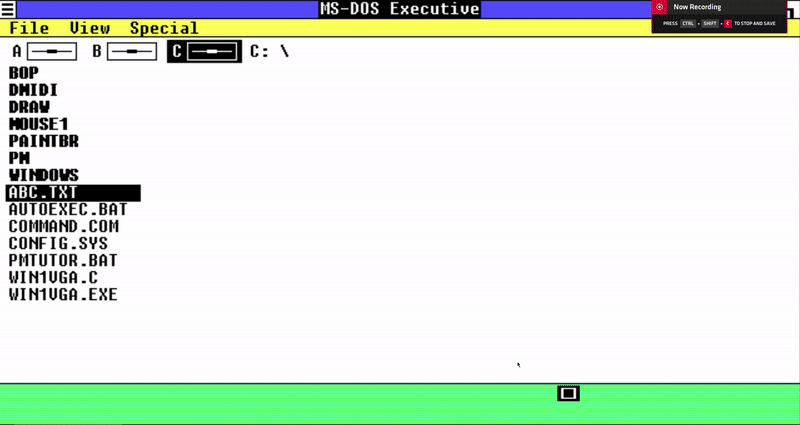 MS-DOS Executive
Now Recording
PRESS CTRL + SHIFT + E TO STOP AND SAVE
File View Special
A B C C: \
BOP
DMIDI
DRAW
MOUSE1
PAINTBR
PM
WINDOWS
ABC.TXT
AUTOEXEC.BAT
COMMAND.COM
CONFIG.SYS
PMTUTOR.BAT
WIN1VGA.C
WIN1VGA.EXE